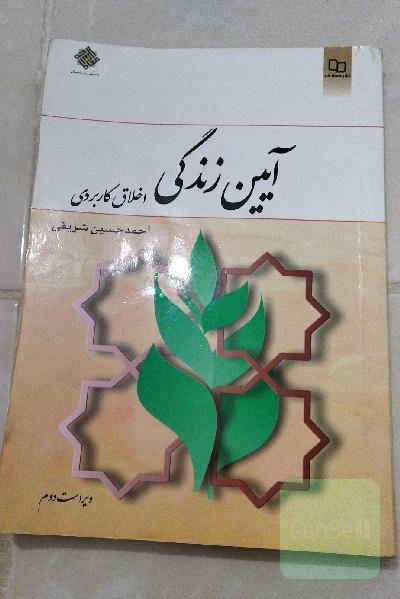 آیین زندگی
اخلاق کاربردی
احمدحسین شریفی
ویراست دوم